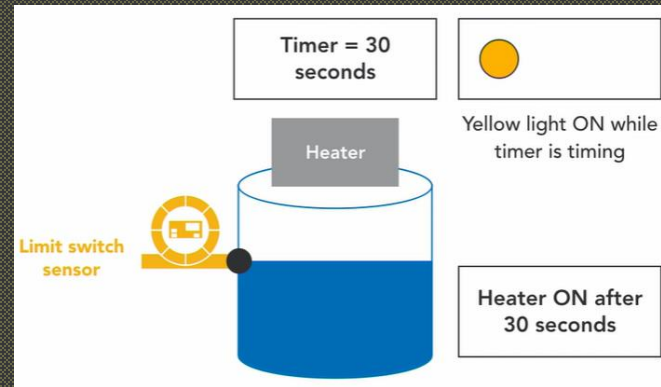 Timer = 30
seconds
Yellow light ON while
timer is timing
Heater
Limit switch
sensor
Heater ON after
30 seconds